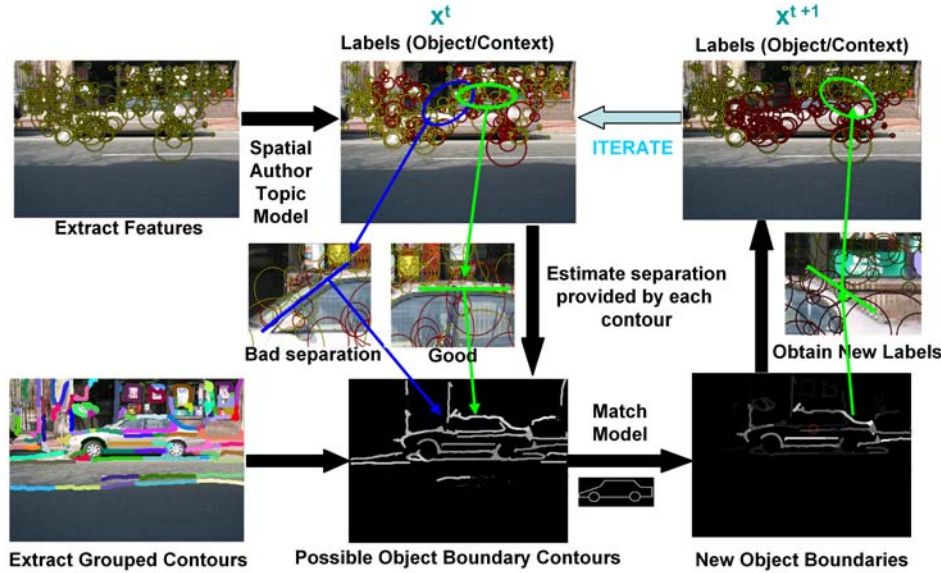 x^t
x^{t+1}
Labels (Object/Context)
Labels (Object/Context)
Extract Features
Spatial
Author
Topic
Model
ITERATE
Estimate separation
provided by each
contour
Bad separation
Good
Obtain New Labels
Match
Model
Extract Grouped Contours
Possible Object Boundary Contours
New Object Boundaries